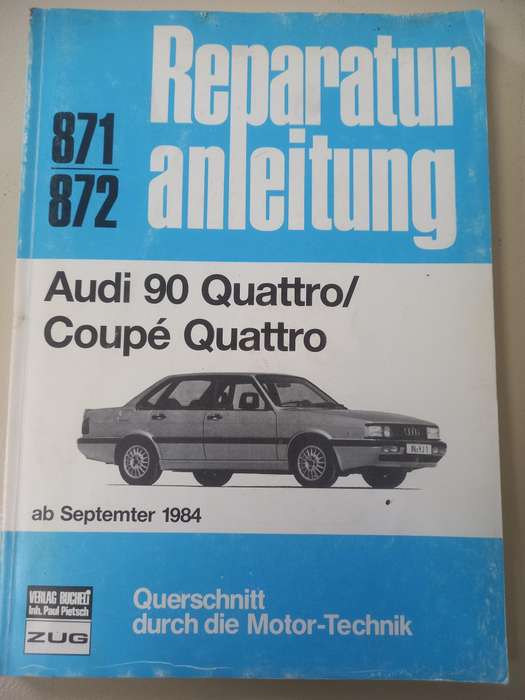 Reparatur
anleitung
871
872
Audi 90 Quattro/
Coupé Quattro
ab Septemter 1984
VERLAG BUCHELI
Inh. Paul Pietsch
ZUG
Querschnitt
durch die Motor-Technik